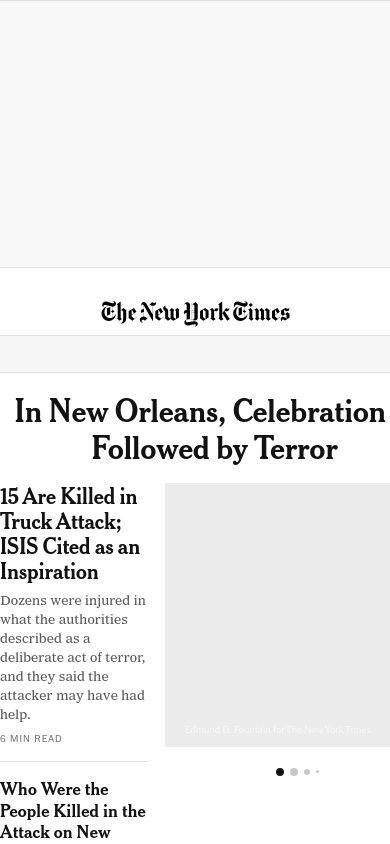 The New York Times
In New Orleans, Celebration
Followed by Terror
15 Are Killed in
Truck Attack;
ISIS Cited as an
Inspiration
Dozens were injured in
what the authorities
described as a
deliberate act of terror,
and they said the
attacker may have had
help.
6 MIN READ
Edmund D. Fountain for The New York Times
Who Were the
People Killed in the
Attack on New